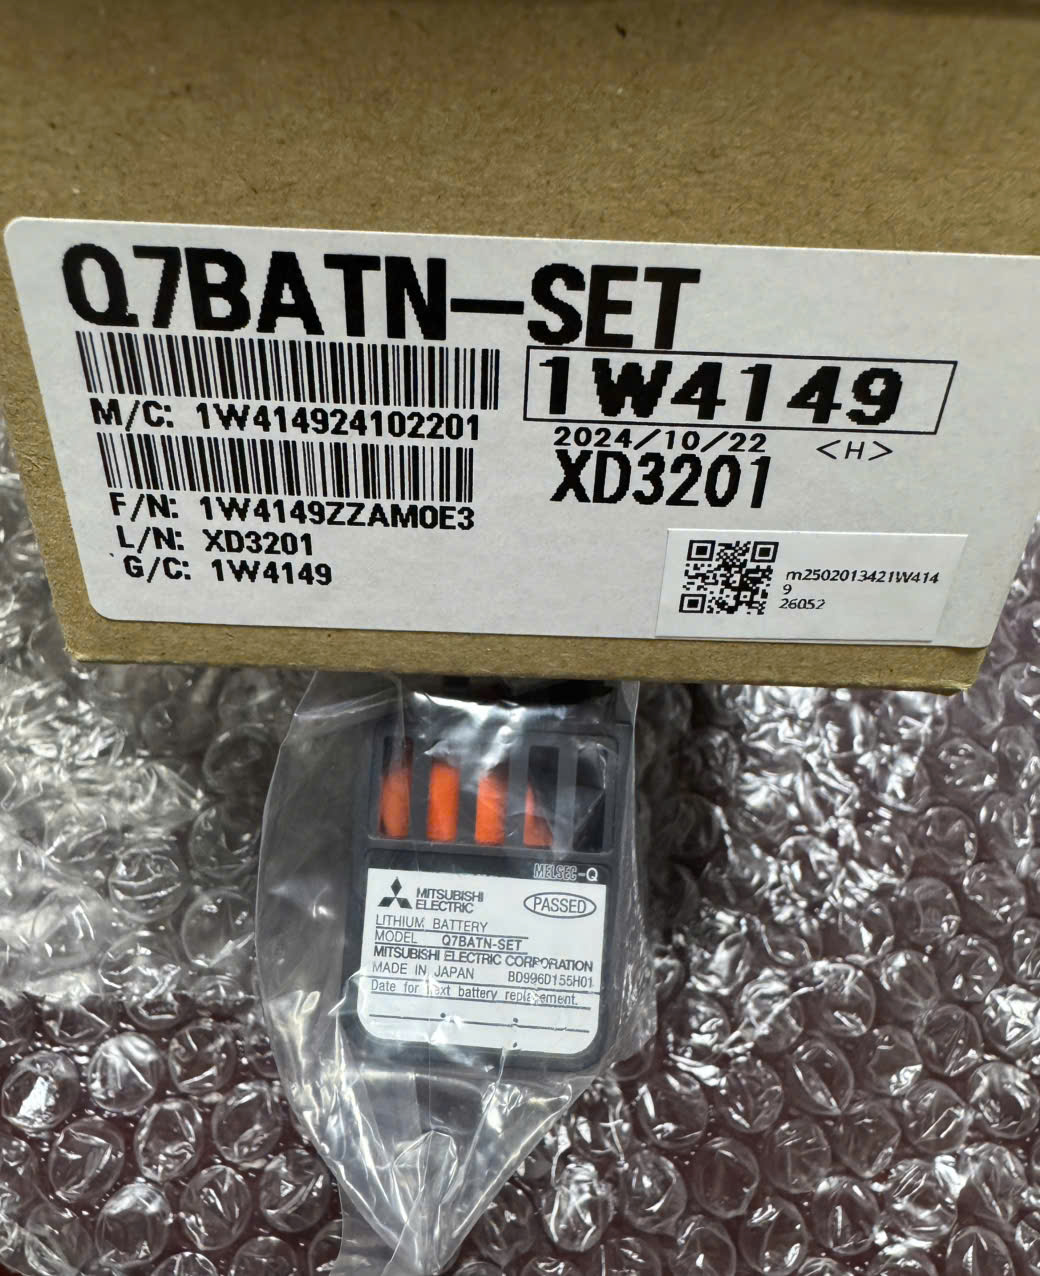 Q7BATN-SET
1W4149
M/C: 1W414924102201
2024/10/22 <H>
XD3201
F/N: 1W4149ZZAM0E3
L/N: XD3201
G/C: 1W4149
m2502013421W414
9
26052
MELSEC-Q
MITSUBISHI
ELECTRIC
PASSED
LITHIUM BATTERY
MODEL Q7BATN-SET
MITSUBISHI ELECTRIC CORPORATION
MADE IN JAPAN BD996D155H01
Date for next battery replacement.